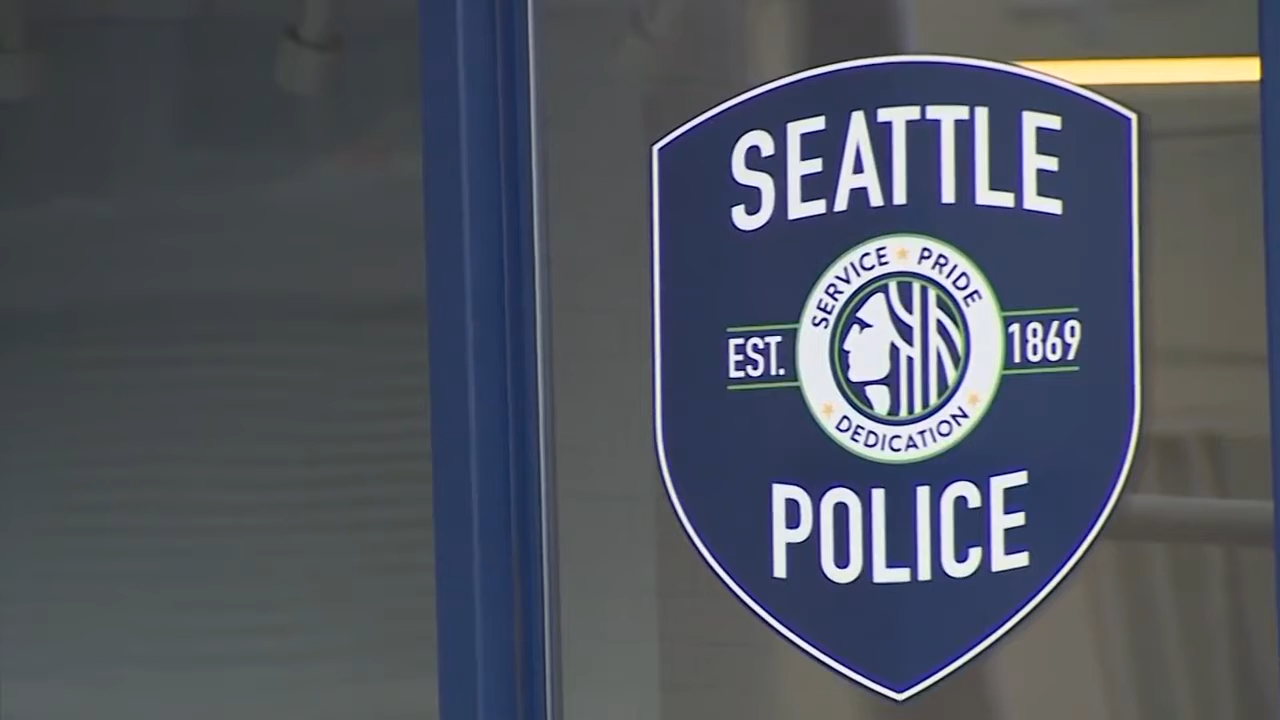 SEATTLE
SERVICE ★ PRIDE
EST. 1869
★ DEDICATION ★
POLICE